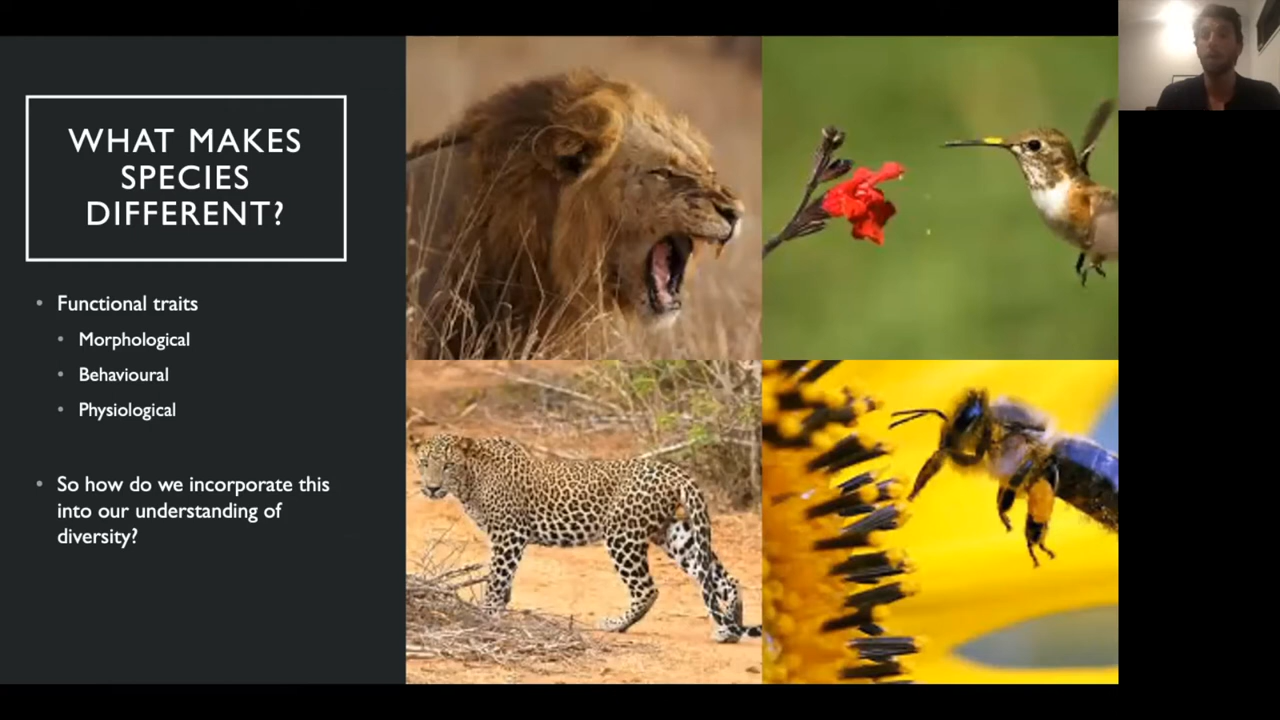 WHAT MAKES
SPECIES
DIFFERENT?
• Functional traits
• Morphological
• Behavioural
• Physiological
• So how do we incorporate this
into our understanding of
diversity?